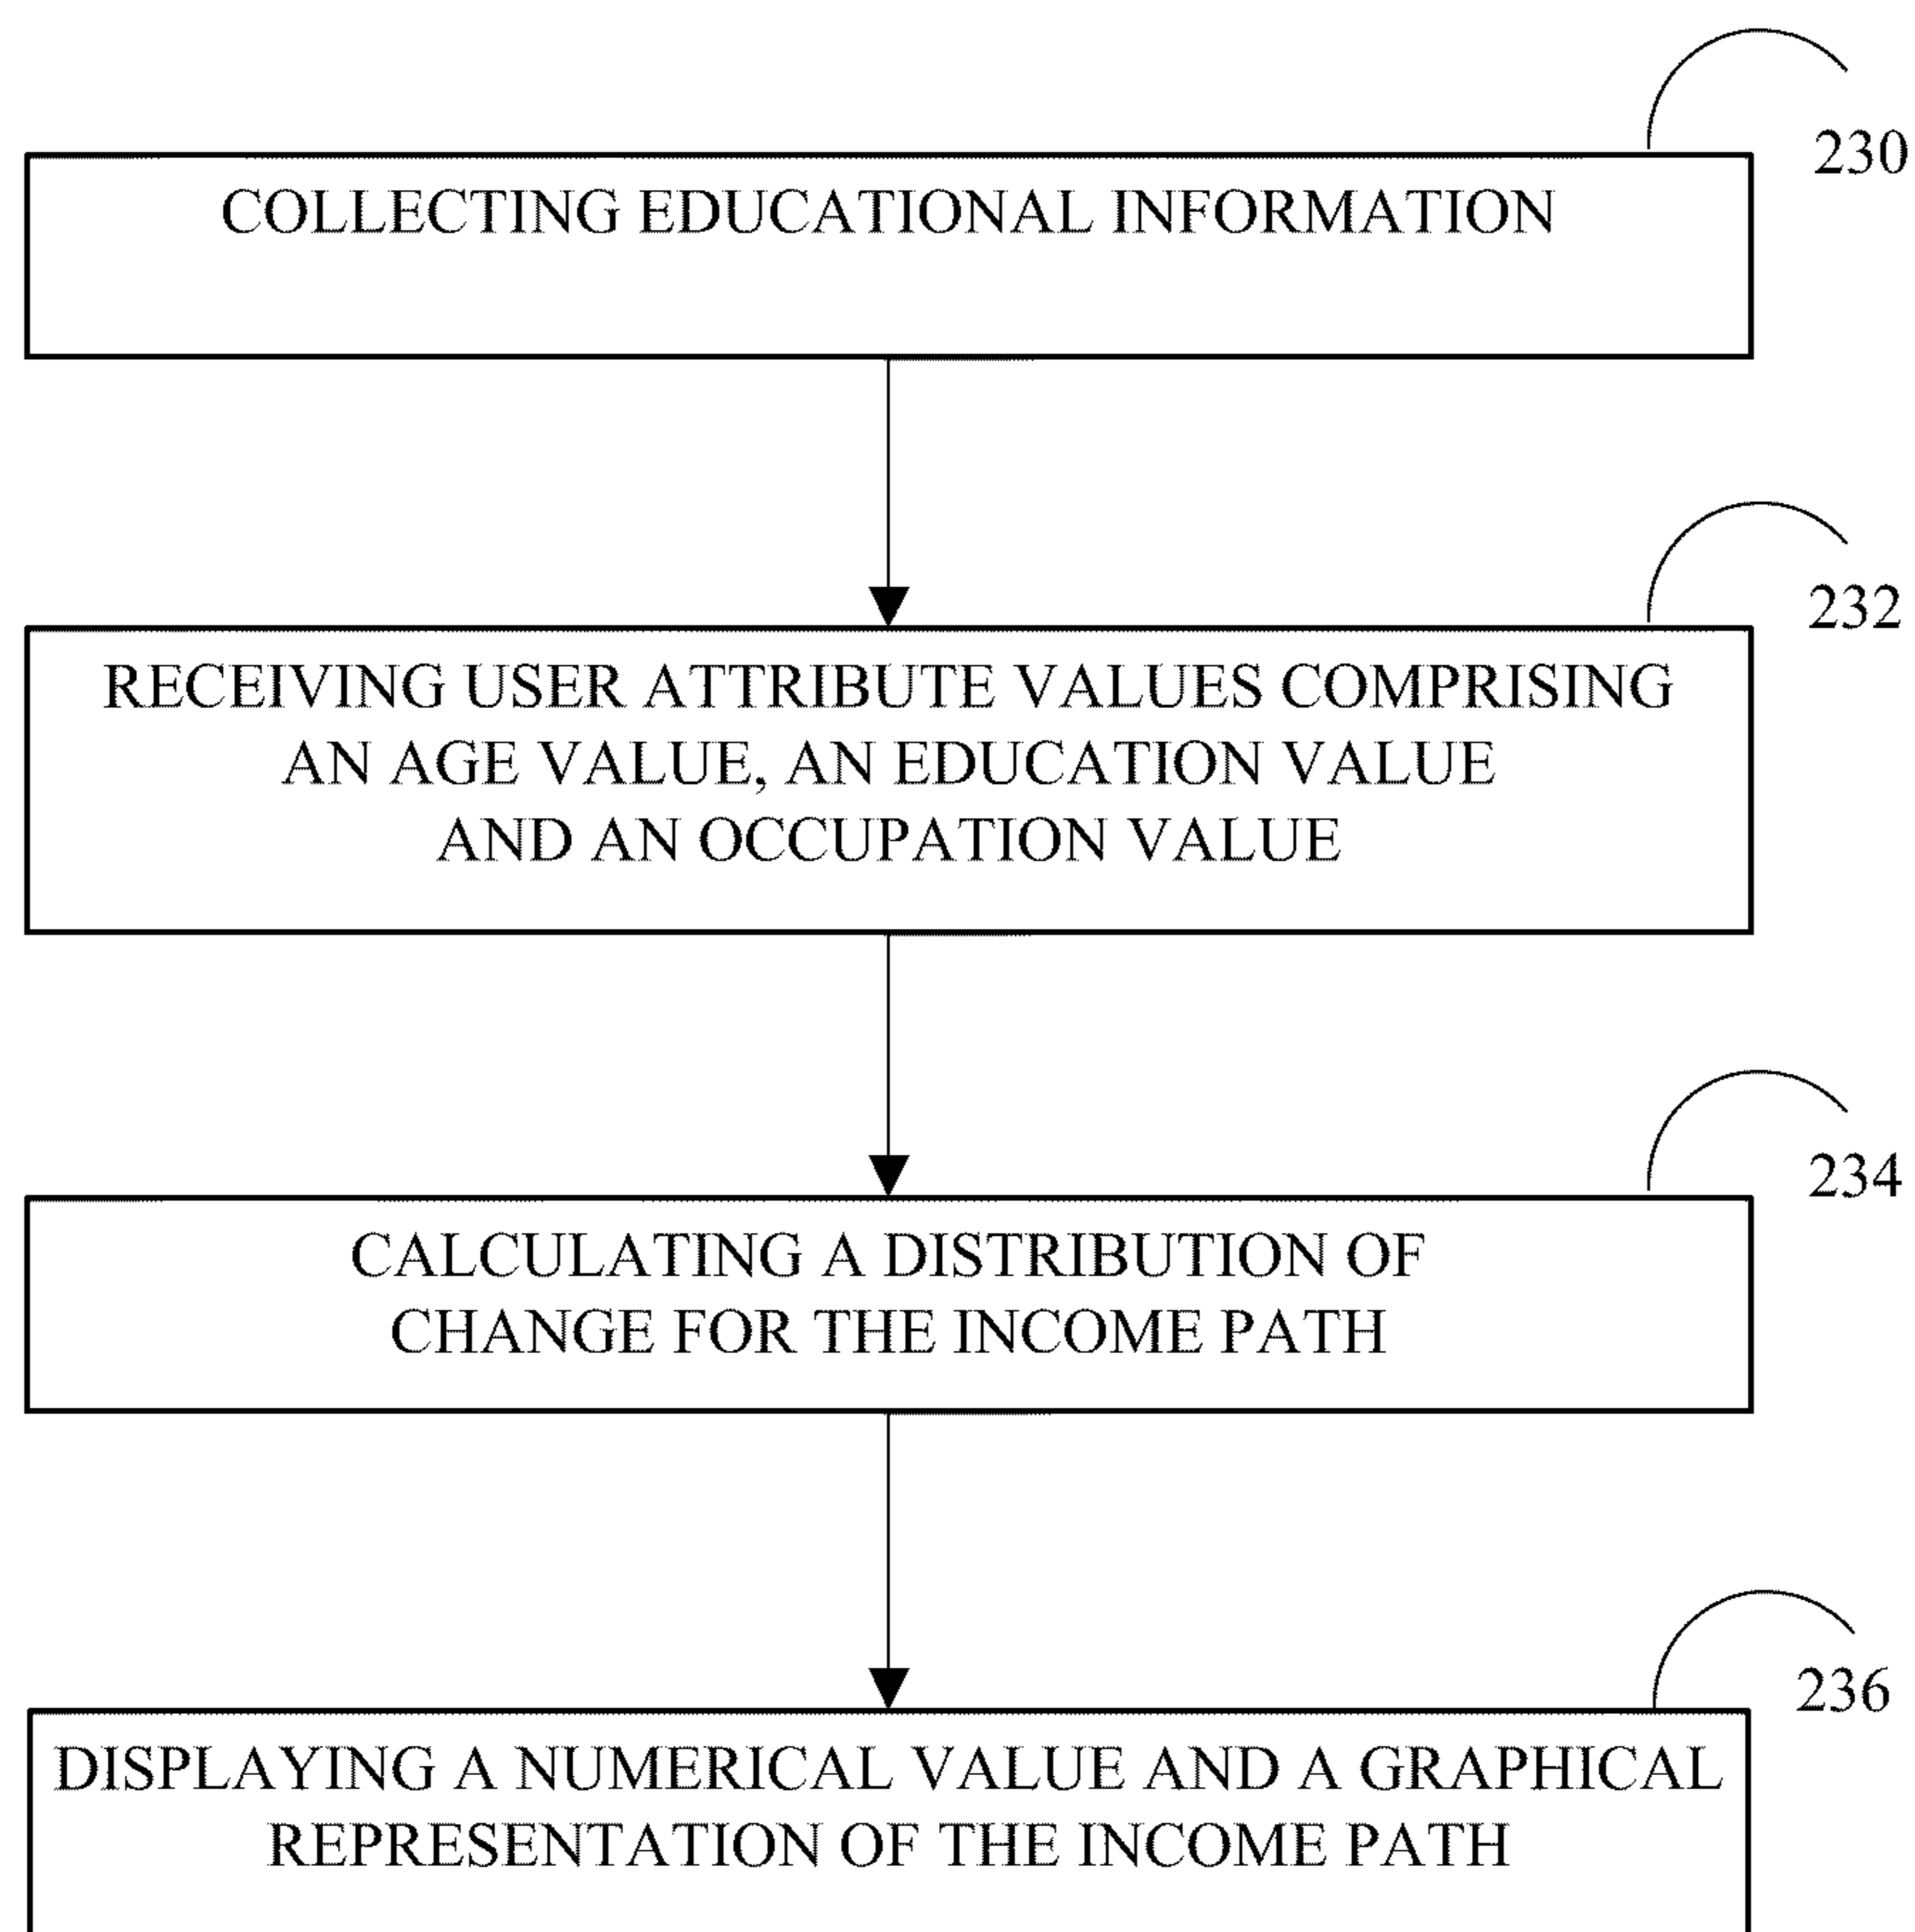 230
COLLECTING EDUCATIONAL INFORMATION
232
RECEIVING USER ATTRIBUTE VALUES COMPRISING
AN AGE VALUE, AN EDUCATION VALUE
AND AN OCCUPATION VALUE
234
CALCULATING A DISTRIBUTION OF
CHANGE FOR THE INCOME PATH
236
DISPLAYING A NUMERICAL VALUE AND A GRAPHICAL
REPRESENTATION OF THE INCOME PATH